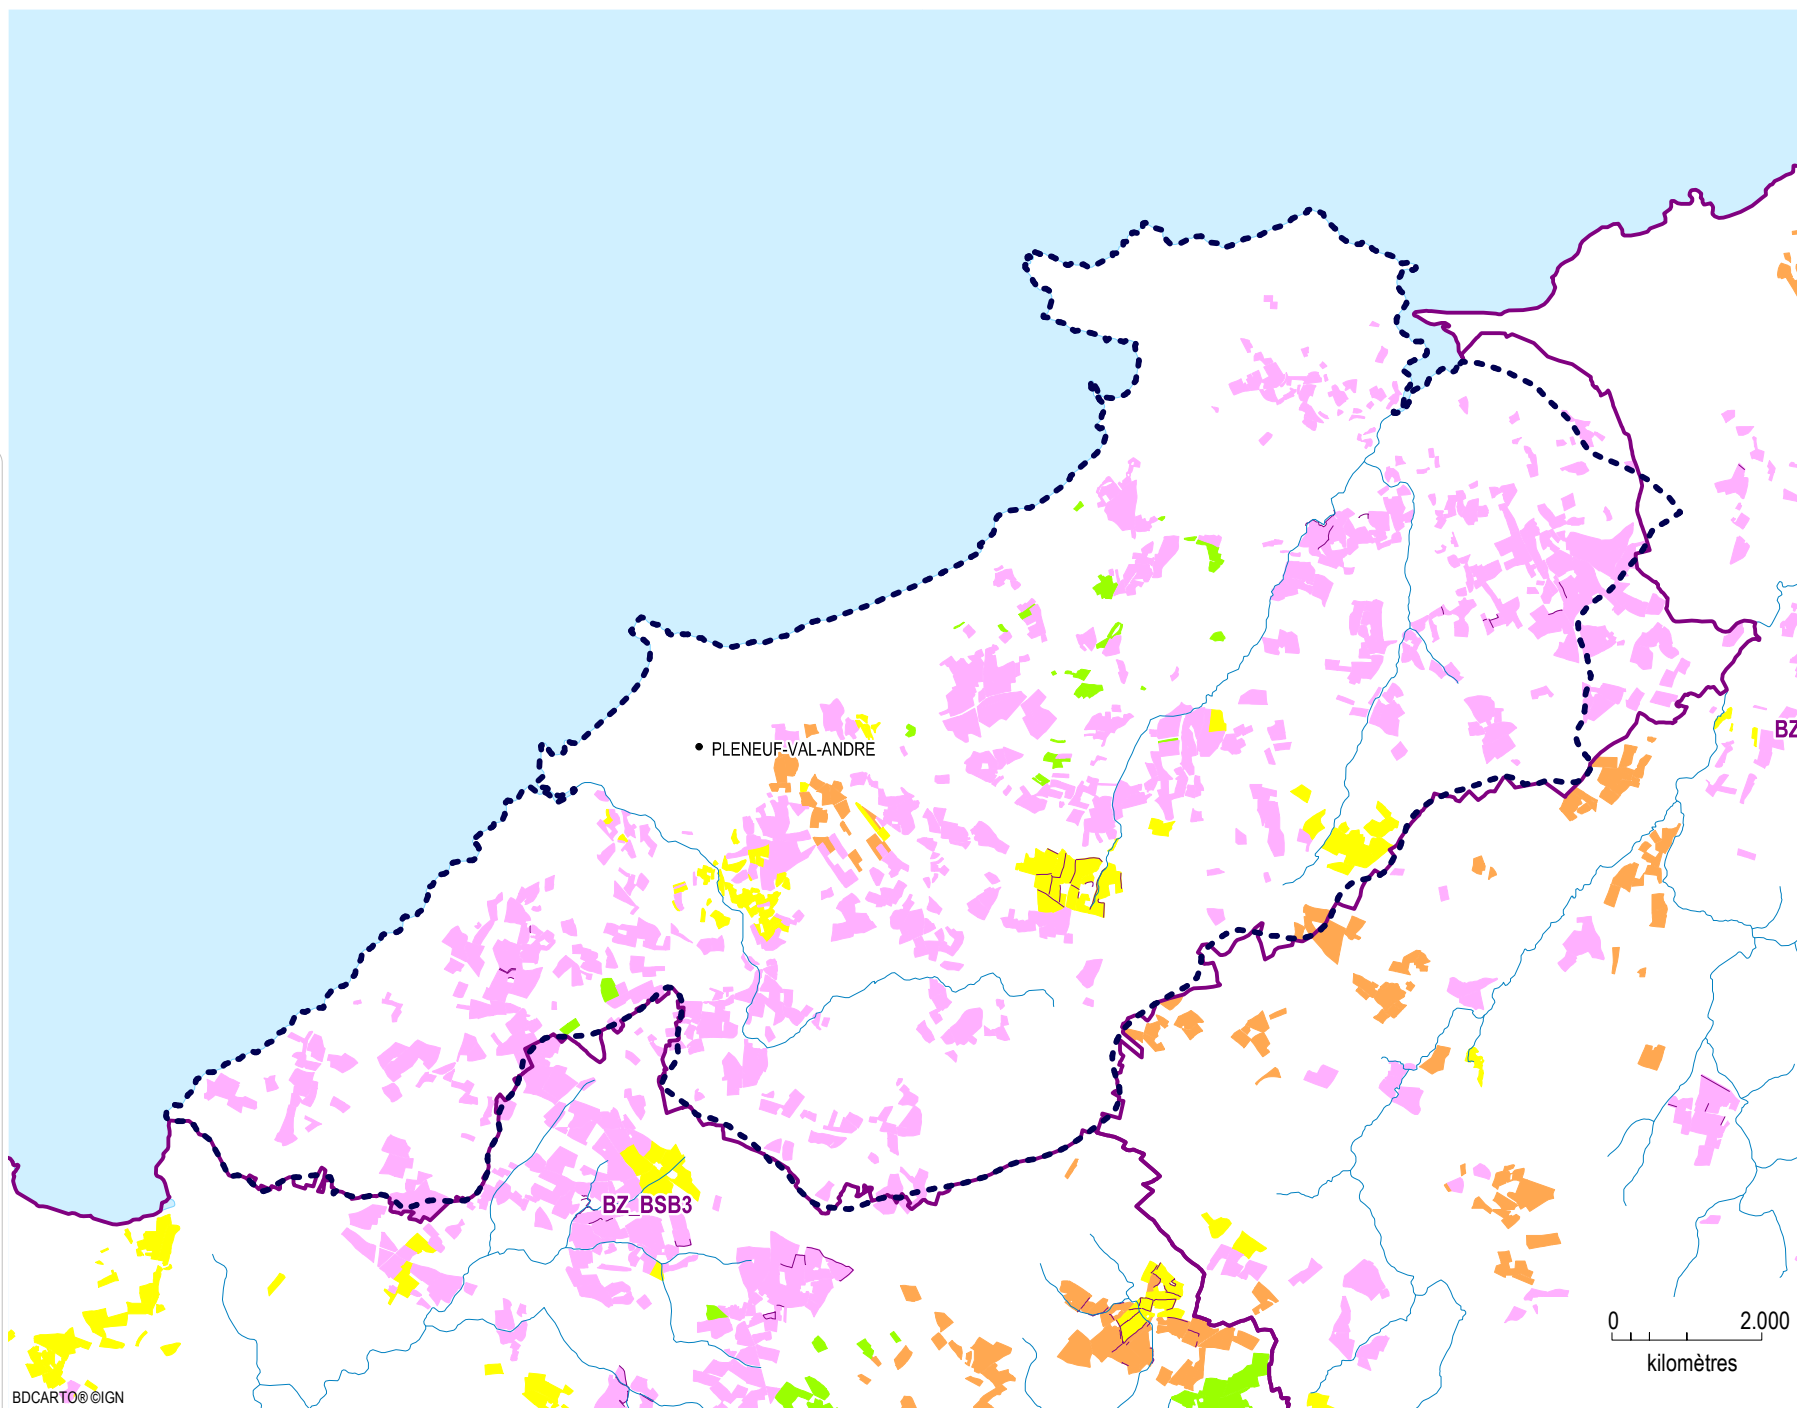 PLENEUF-VAL-ANDRE
BZ
BZ_BSB3
0 2.000
kilomètres
BDCARTO®©IGN